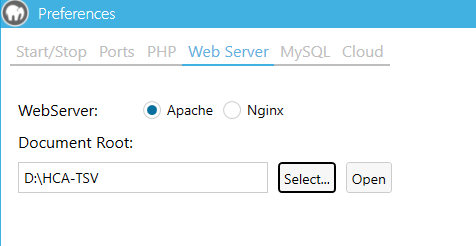 Preferences
Start/Stop Ports PHP Web Server MySQL Cloud
WebServer: Apache Nginx
Document Root:
D:\HCA-TSV Select... Open